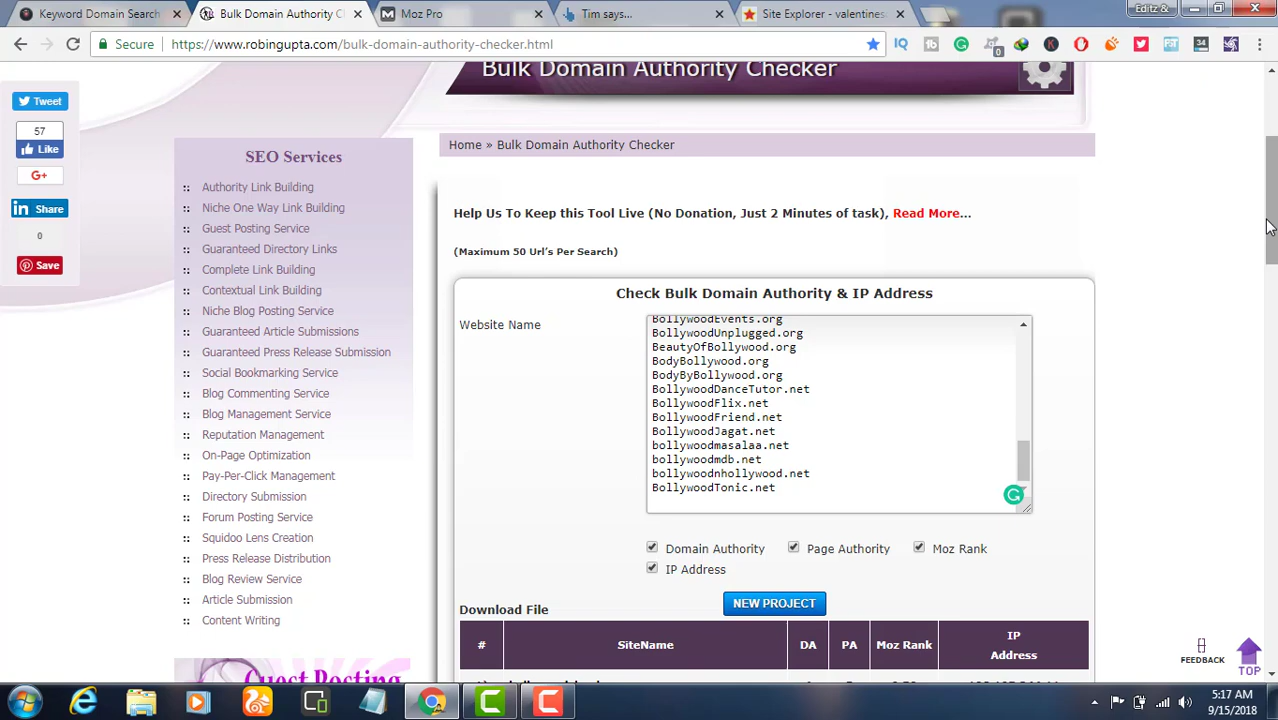 Keyword Domain Search
Bulk Domain Authority C
Moz Pro
Tim says...
Site Explorer - valentines
Editz &
Secure
https://www.robingupta.com/bulk-domain-authority-checker.html
0
34
Bulk Domain Authority Checker
Tweet
57
Like
G+
in Share
0
Save
SEO Services
Authority Link Building
Niche One Way Link Building
Guest Posting Service
Guaranteed Directory Links
Complete Link Building
Contextual Link Building
Niche Blog Posting Service
Guaranteed Article Submissions
Guaranteed Press Release Submission
Social Bookmarking Service
Blog Commenting Service
Blog Management Service
Reputation Management
On-Page Optimization
Pay-Per-Click Management
Directory Submission
Forum Posting Service
Squidoo Lens Creation
Press Release Distribution
Blog Review Service
Article Submission
Content Writing
Guest Posting
Home » Bulk Domain Authority Checker
Help Us To Keep this Tool Live (No Donation, Just 2 Minutes of task), Read More...
(Maximum 50 Url's Per Search)
Check Bulk Domain Authority & IP Address
Website Name
BollywoodEvents.org
BollywoodUnplugged.org
BeautyOfBollywood.org
BodyBollywood.org
BodyByBollywood.org
BollywoodDanceTutor.net
BollywoodFlix.net
BollywoodFriend.net
BollywoodJagat.net
bollywoodmasalaa.net
bollywoodmdb.net
bollywoodnhollywood.net
BollywoodTonic.net
Domain Authority Page Authority Moz Rank
IP Address
NEW PROJECT
Download File
# SiteName DA PA Moz Rank IP Address
FEEDBACK
TOP
5:17 AM
9/15/2018